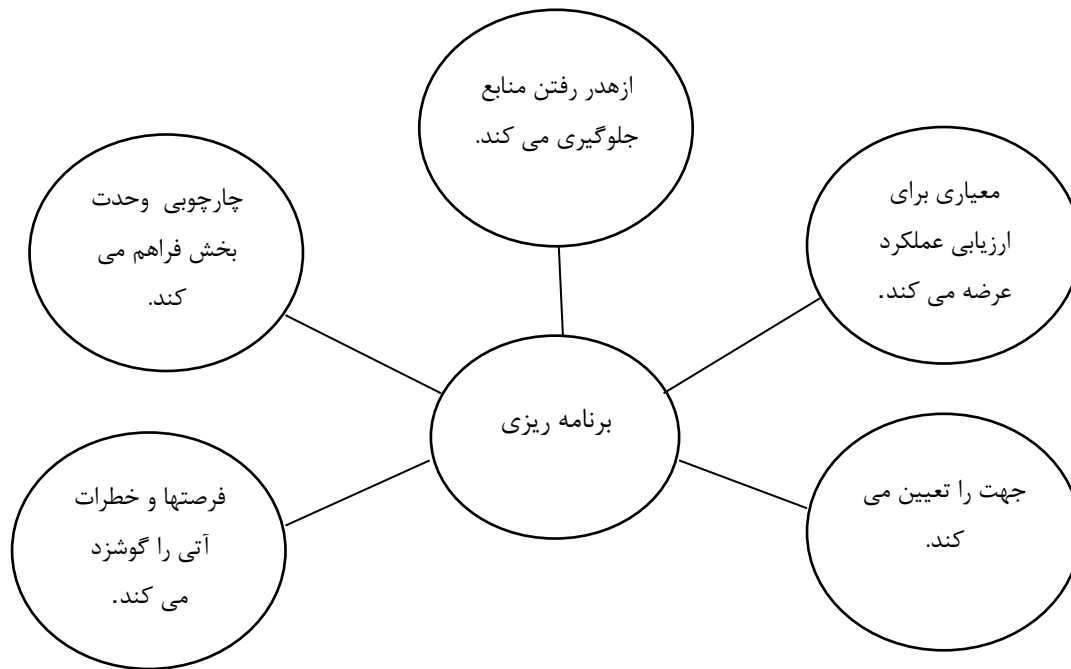 ازهدر رفتن منابع
جلوگیری می کند.
معیاری برای
ارزیابی عملکرد
عرضه می کند.
چارچوبی  وحدت
بخش فراهم می
کند.
برنامه ریزی
جهت را تعیین می
کند.
فرصتها و خطرات
آتی را گوشزد
می کند.